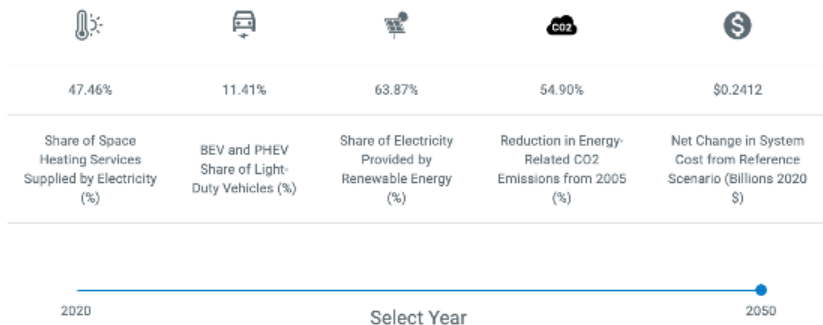 CO2
47.46%
11.41%
63.87%
54.90%
$0.2412
Share of Space
Heating Services
Supplied by Electricity
(%)
BEV and PHEV
Share of Light-
Duty Vehicles (%)
Share of Electricity
Provided by
Renewable Energy
(%)
Reduction in Energy-
Related CO2
Emissions from 2005
(%)
Net Change in System
Cost from Reference
Scenario (Billions 2020
$)
2020
Select Year
2050